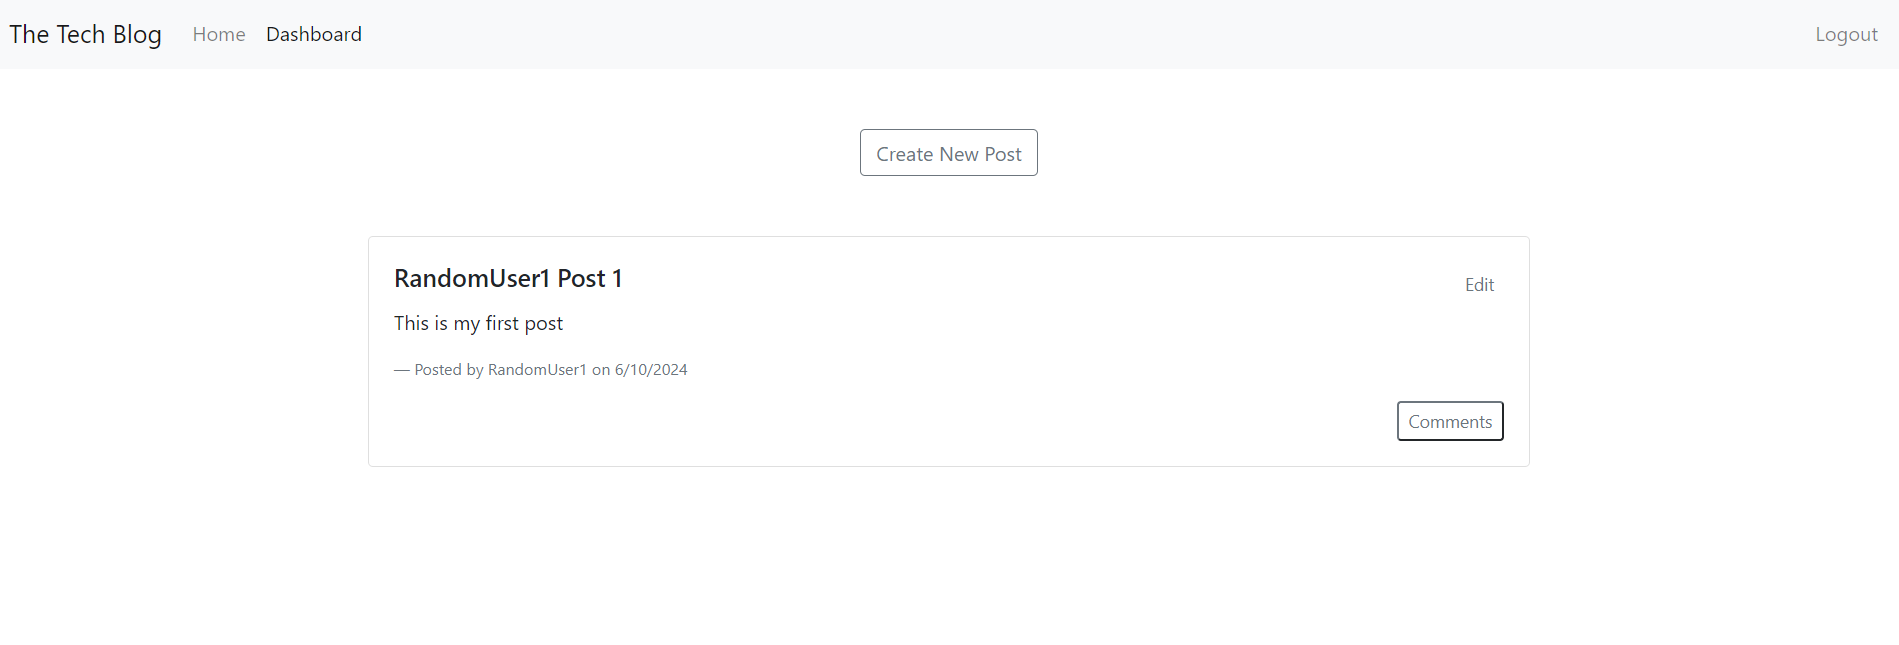 The Tech Blog Home Dashboard Logout
Create New Post
RandomUser1 Post 1
Edit
This is my first post
— Posted by RandomUser1 on 6/10/2024
Comments